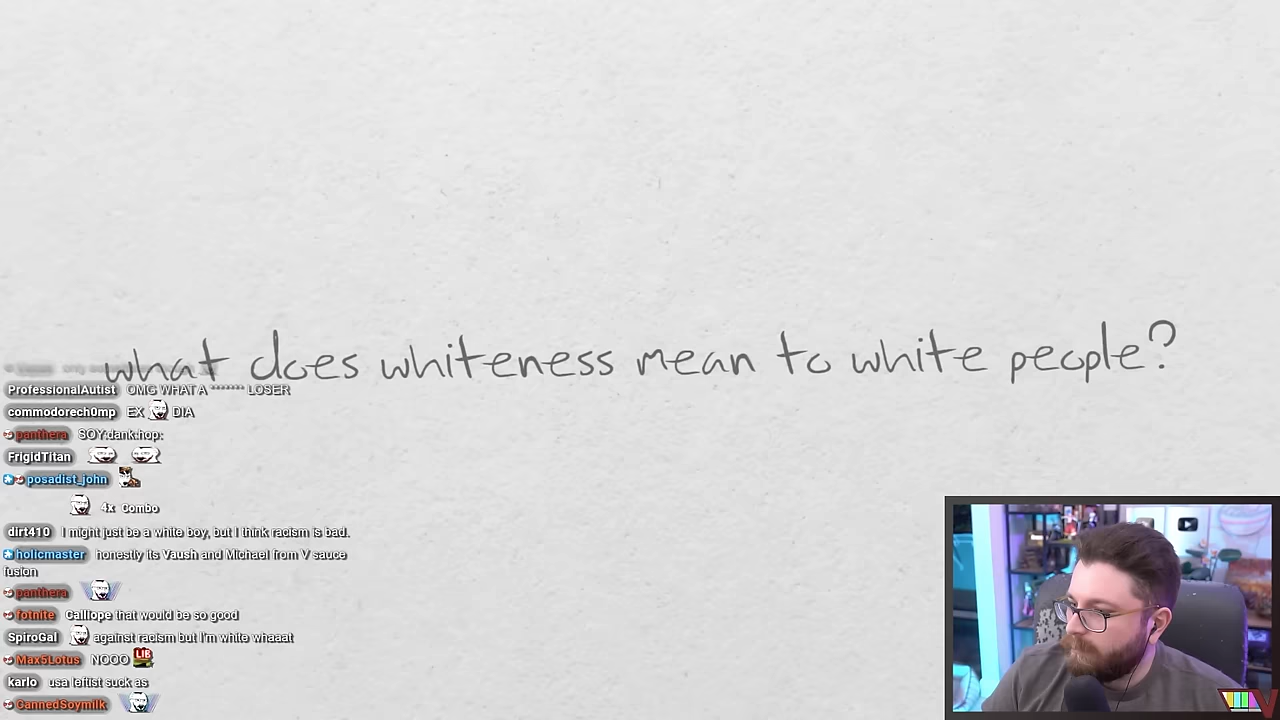 what does whiteness mean to white people?
ProfessionalAutist OMG WHAT A ******* LOSER
commodorech0mp EX DIA
panthera SOY:dank:hop:
FrigidTitan
posadist_john
4x Combo
dirt410 I might just be a white boy, but I think racism is bad.
holicmaster honestly its Vaush and Michael from V sauce
fusion
panthera
fotnite Calliope that would be so good
SpiroGal against racism but I'm white whaaat
Max5Lotus NOOO LIB
karlo usa leftist suck as
CannedSoymilk
V